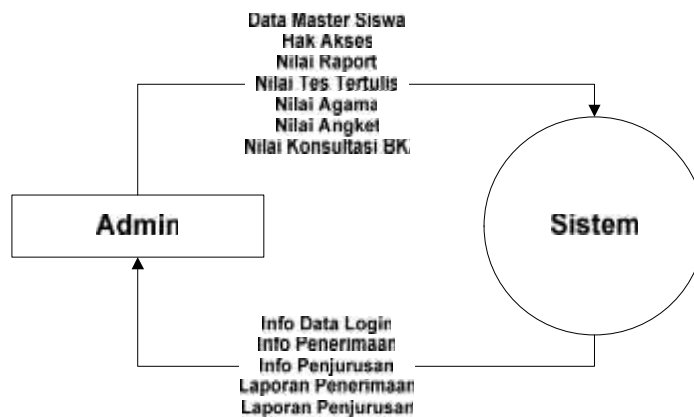 Data Master Siswa
Hak Akses
Nilai Raport
Nilai Tes Tertulis
Nilai Agama
Nilai Angket
Nilai Konsultasi BK
Admin
Sistem
Info Data Login
Info Penerimaan
Info Penjurusan
Laporan Penerimaan
Laporan Penjurusan